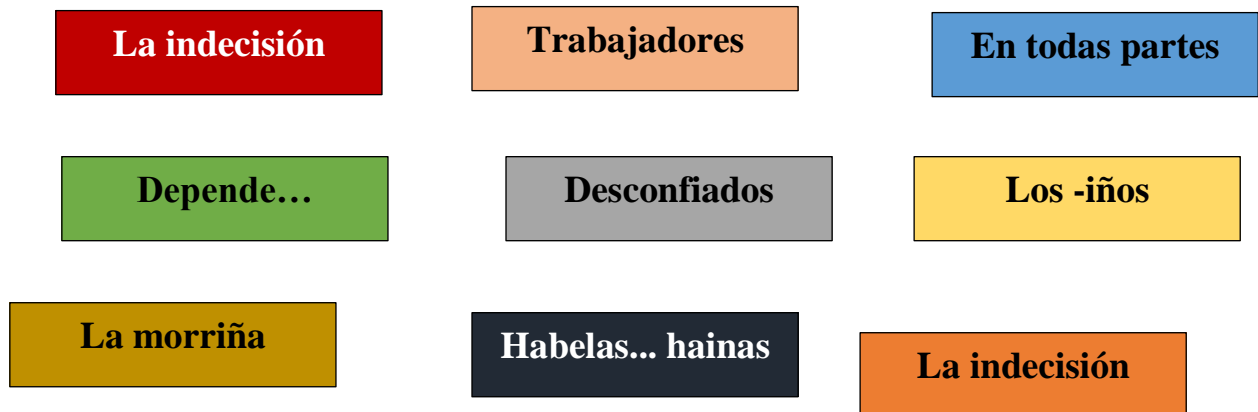 La indecisión
Trabajadores
En todas partes
Depende…
Desconfiados
Los -iños
La morriña
Habelas... hainas
La indecisión